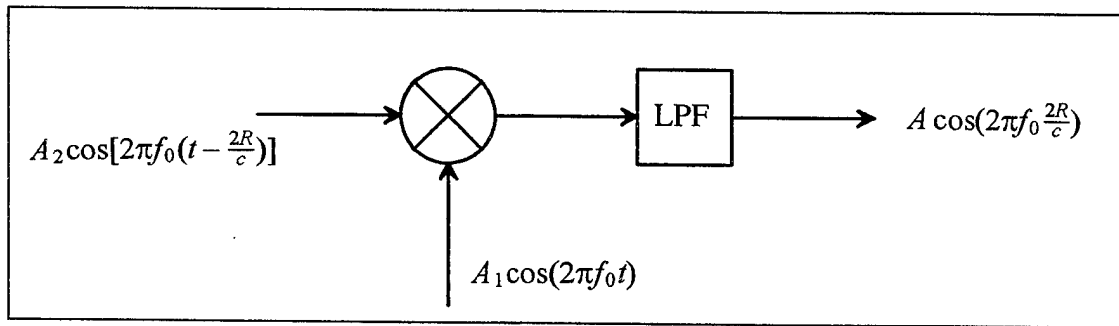 LPF
A cos(2πf₀ 2R/c)
A₂cos[2πf₀(t − 2R/c)]
A₁cos(2πf₀t)